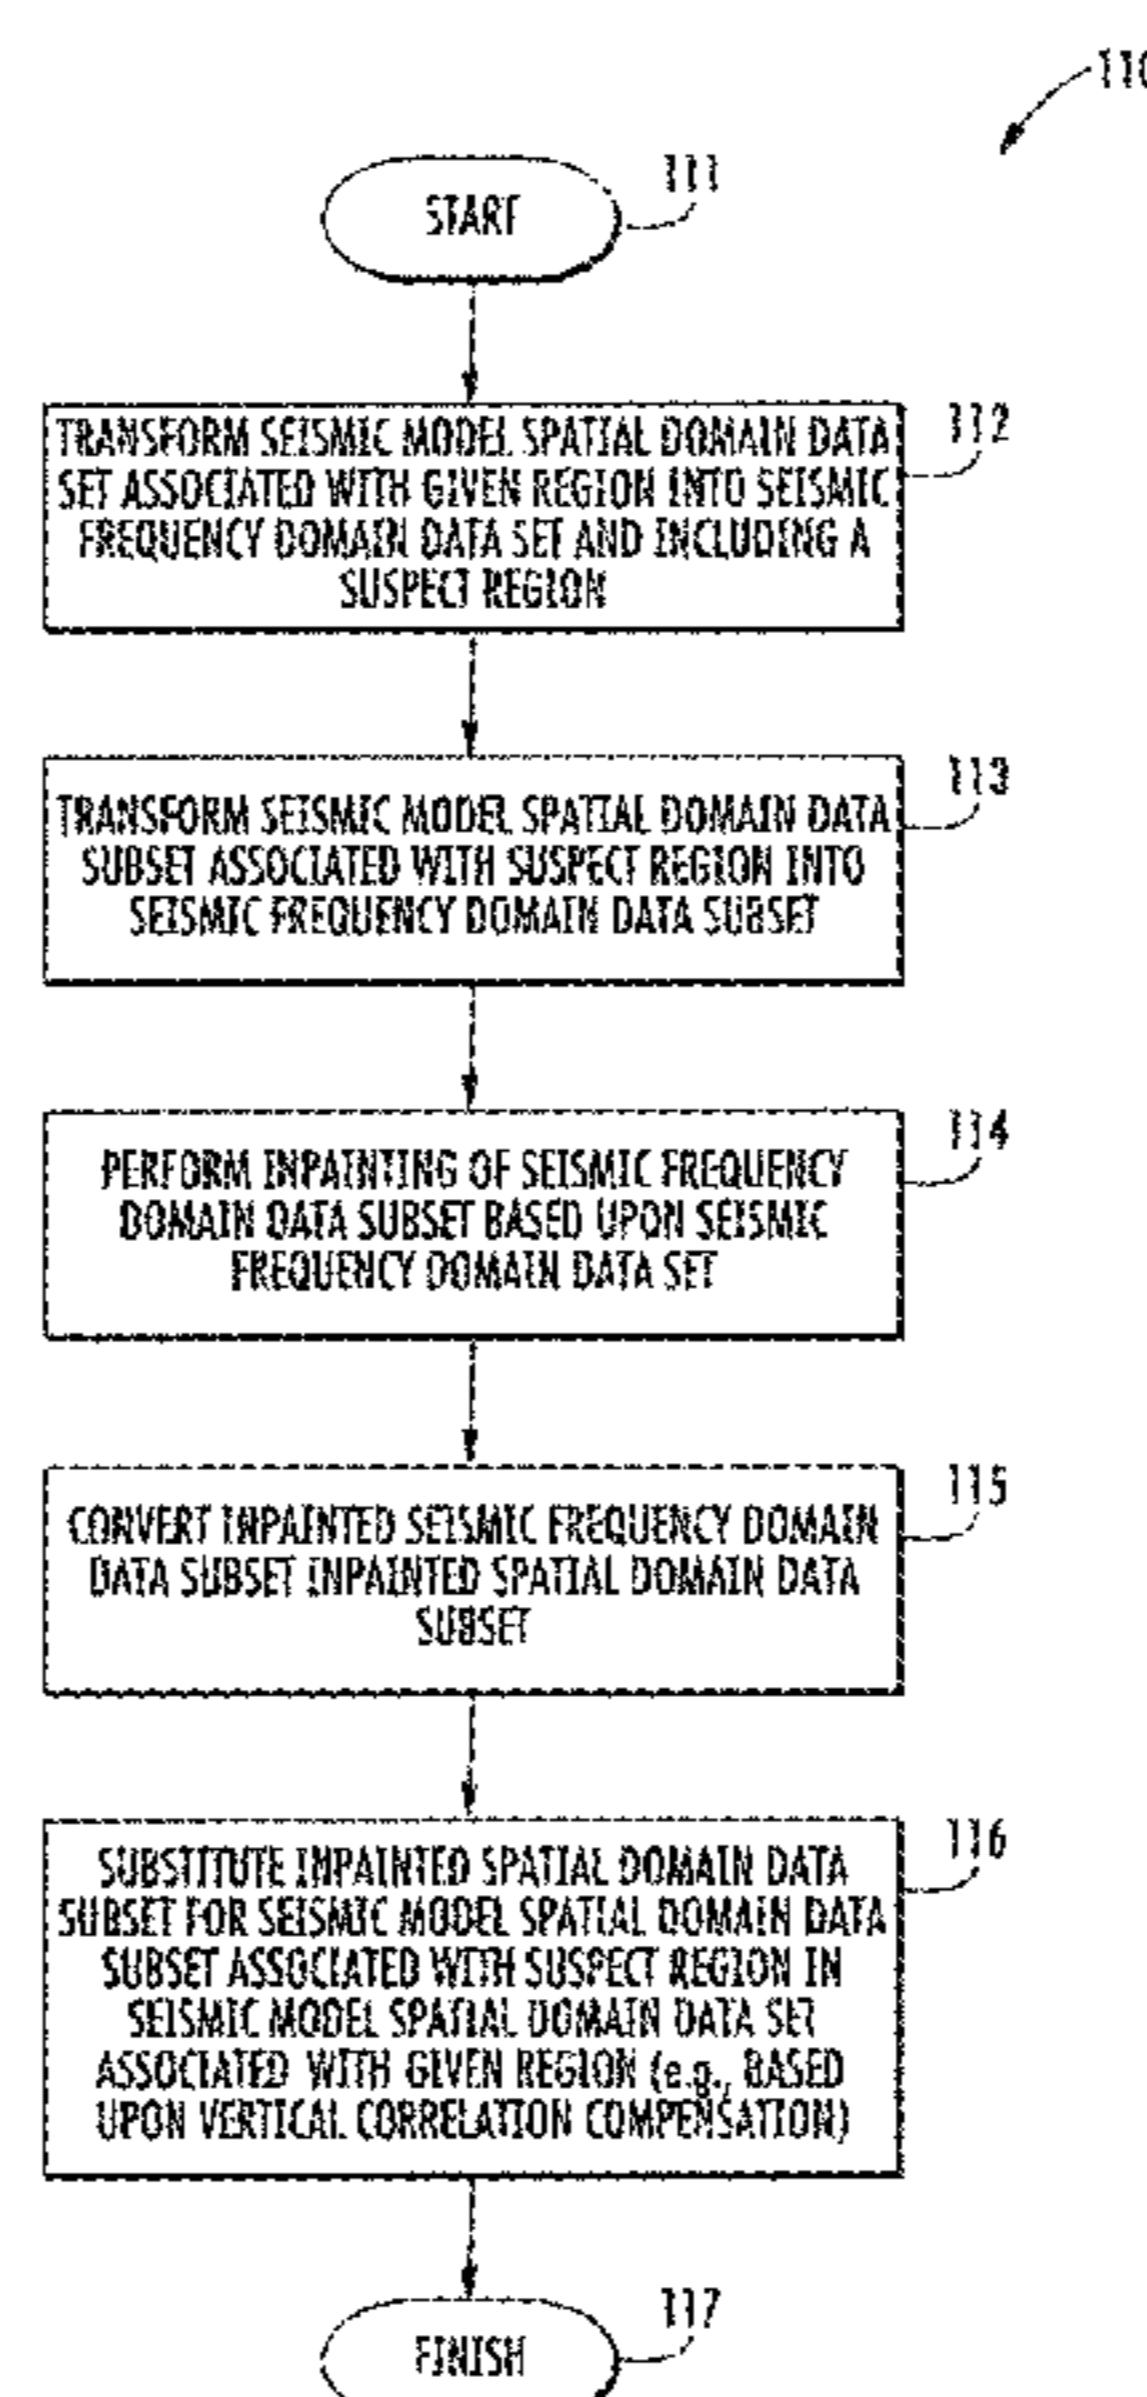 110
111
START
112
TRANSFORM SEISMIC MODEL SPATIAL DOMAIN DATA
SET ASSOCIATED WITH GIVEN REGION INTO SEISMIC
FREQUENCY DOMAIN DATA SET AND INCLUDING A
SUSPECT REGION
113
TRANSFORM SEISMIC MODEL SPATIAL DOMAIN DATA
SUBSET ASSOCIATED WITH SUSPECT REGION INTO
SEISMIC FREQUENCY DOMAIN DATA SUBSET
114
PERFORM INPAINTING OF SEISMIC FREQUENCY
DOMAIN DATA SUBSET BASED UPON SEISMIC
FREQUENCY DOMAIN DATA SET
115
CONVERT INPAINTED SEISMIC FREQUENCY DOMAIN
DATA SUBSET INPAINTED SPATIAL DOMAIN DATA
SUBSET
116
SUBSTITUTE INPAINTED SPATIAL DOMAIN DATA
SUBSET FOR SEISMIC MODEL SPATIAL DOMAIN DATA
SUBSET ASSOCIATED WITH SUSPECT REGION IN
SEISMIC MODEL SPATIAL DOMAIN DATA SET
ASSOCIATED WITH GIVEN REGION (e.g., BASED
UPON VERTICAL CORRELATION COMPENSATION)
117
FINISH